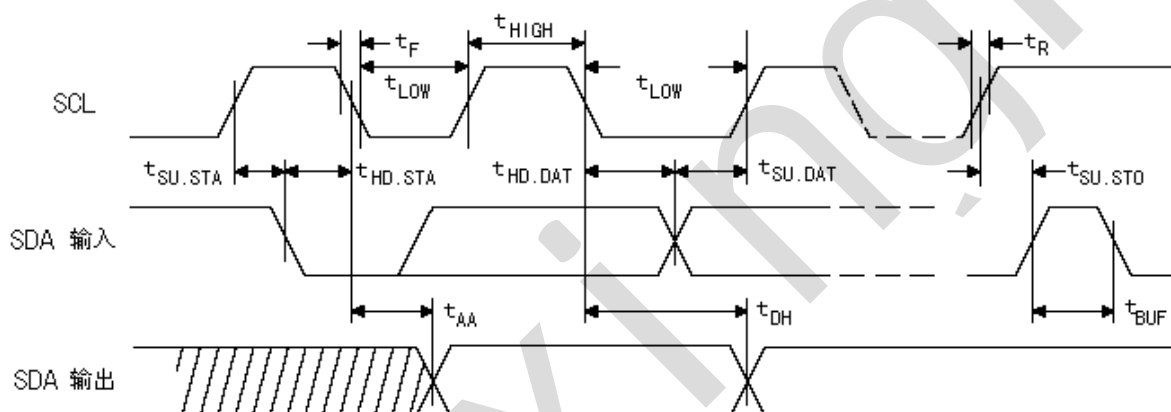 tF
tHIGH
tR
tLOW
tLOW
SCL
tSU.STA
tHD.STA
tHD.DAT
tSU.DAT
tSU.STO
SDA 输入
tAA
tDH
tBUF
SDA 输出